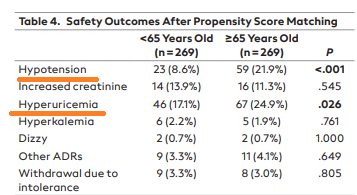 Table 4. Safety Outcomes After Propensity Score Matching
<65 Years Old ≥65 Years Old
(n=269) (n=269) P
Hypotension 23 (8.6%) 59 (21.9%) <.001
Increased creatinine 14 (13.9%) 16 (11.3%) .545
Hyperuricemia 46 (17.1%) 67 (24.9%) .026
Hyperkalemia 6 (2.2%) 5 (1.9%) .761
Dizzy 2 (0.7%) 2 (0.7%) 1.000
Other ADRs 9 (3.3%) 11 (4.1%) .649
Withdrawal due to 9 (3.3%) 8 (3.0%) .805
intolerance